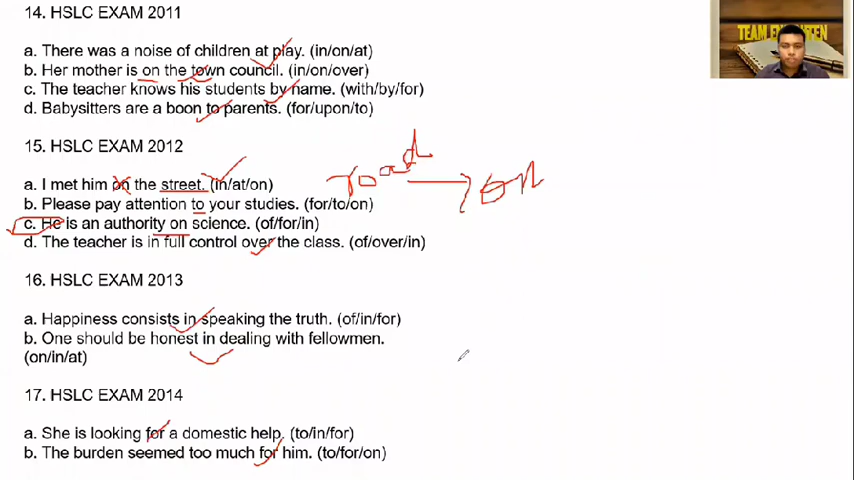 14. HSLC EXAM 2011
a. There was a noise of children at play. (in/on/at)
b. Her mother is on the town council. (in/on/over)
c. The teacher knows his students by name. (with/by/for)
d. Babysitters are a boon to parents. (for/upon/to)
15. HSLC EXAM 2012
a. I met him on the street. (in/at/on)
road → on
b. Please pay attention to your studies. (for/to/on)
c. He is an authority on science. (of/for/in)
d. The teacher is in full control over the class. (of/over/in)
16. HSLC EXAM 2013
a. Happiness consists in speaking the truth. (of/in/for)
b. One should be honest in dealing with fellowmen.
(on/in/at)
17. HSLC EXAM 2014
a. She is looking for a domestic help. (to/in/for)
b. The burden seemed too much for him. (to/for/on)